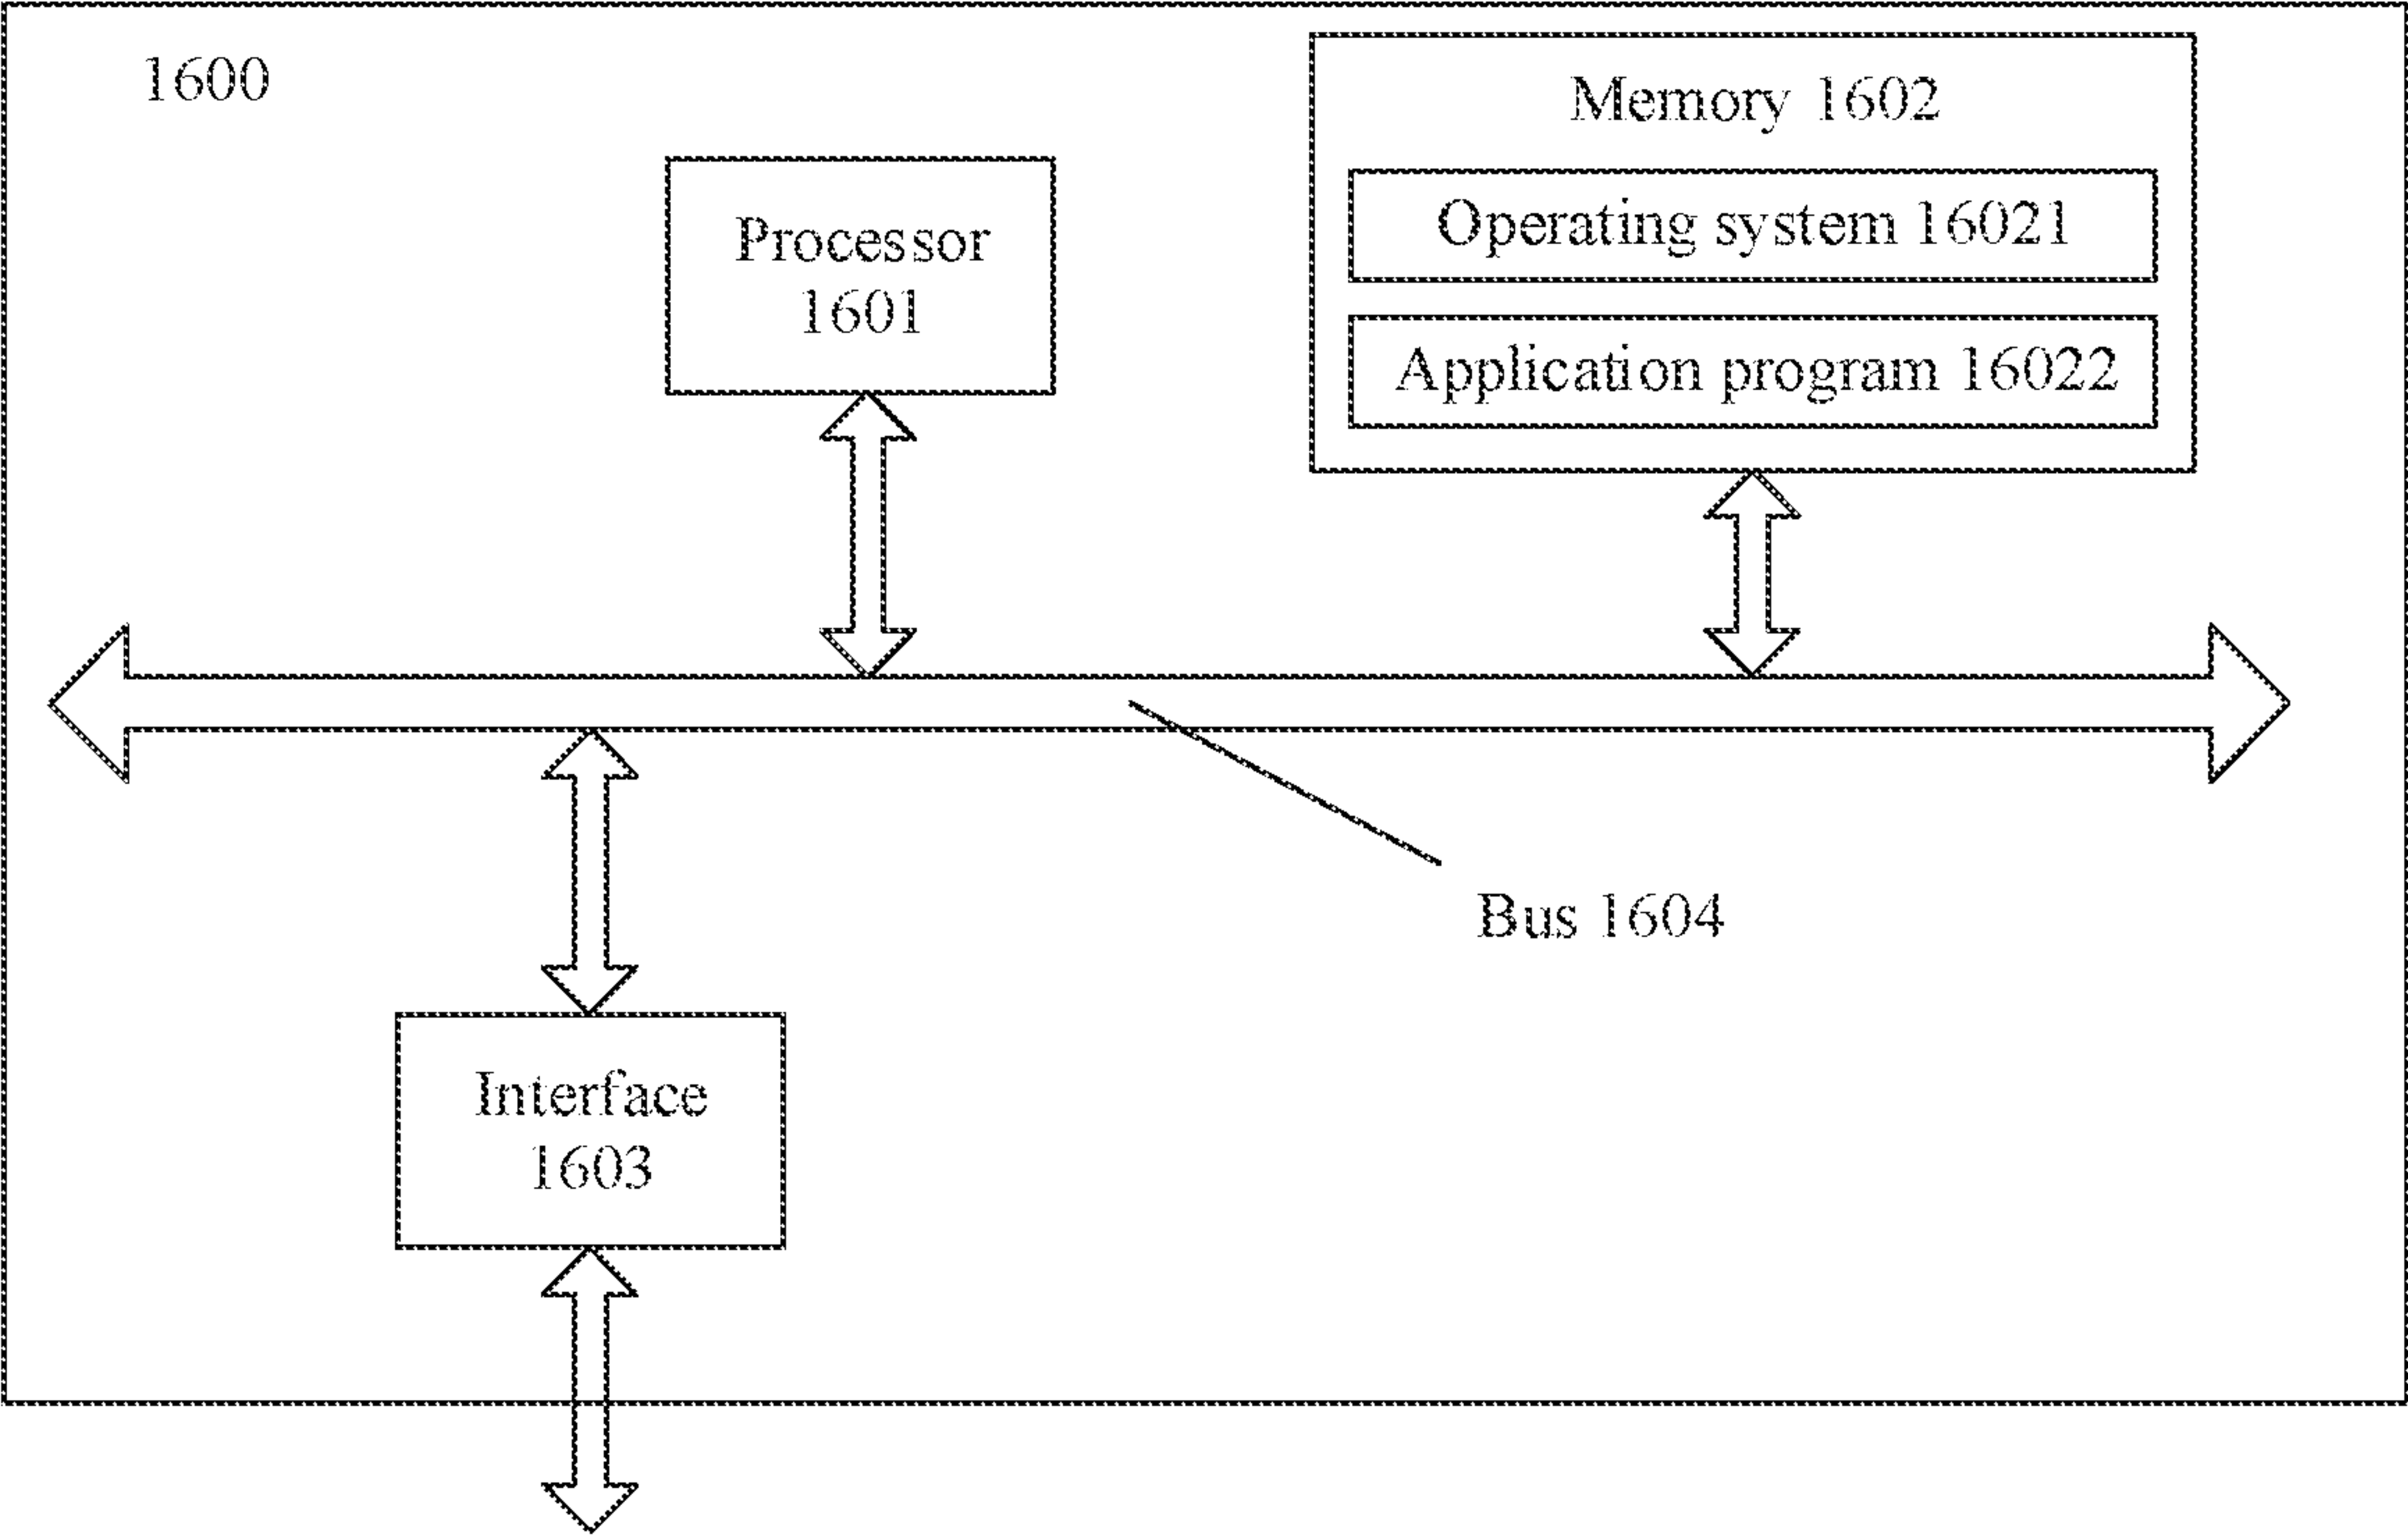 1600
Memory 1602
Operating system 16021
Application program 16022
Processor
1601
Bus 1604
Interface
1603